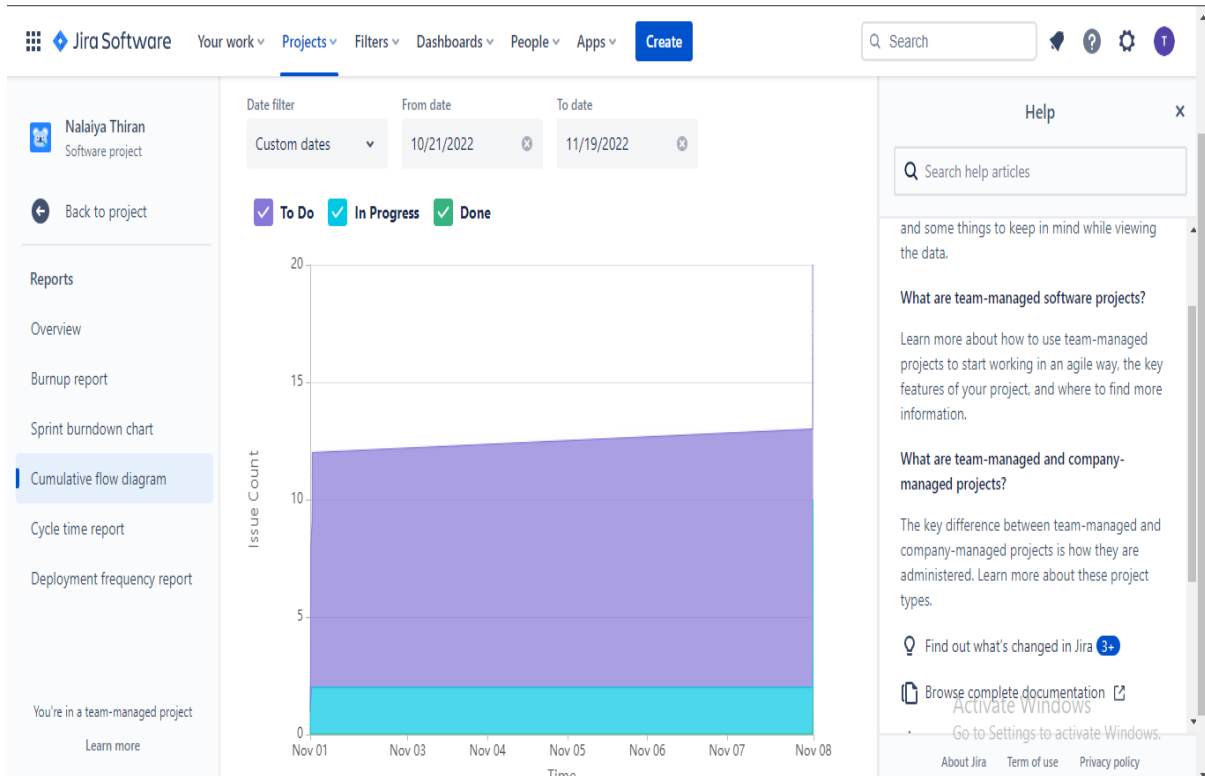 Jira Software
Your work
Projects
Filters
Dashboards
People
Apps
Create
Search
T
Nalaiya Thiran
Software project
Back to project
Reports
Overview
Burnup report
Sprint burndown chart
Cumulative flow diagram
Cycle time report
Deployment frequency report
You're in a team-managed project
Learn more
Date filter
From date
To date
Custom dates
10/21/2022
11/19/2022
To Do
In Progress
Done
20
15
10
5
0
Issue Count
Nov 01
Nov 03
Nov 04
Nov 05
Nov 06
Nov 07
Nov 08
Time
Help
Search help articles
and some things to keep in mind while viewing
the data.
What are team-managed software projects?
Learn more about how to use team-managed
projects to start working in an agile way, the key
features of your project, and where to find more
information.
What are team-managed and company-
managed projects?
The key difference between team-managed and
company-managed projects is how they are
administered. Learn more about these project
types.
Find out what's changed in Jira 3+
Browse complete documentation
Activate Windows
Go to Settings to activate Windows.
About Jira
Term of use
Privacy policy